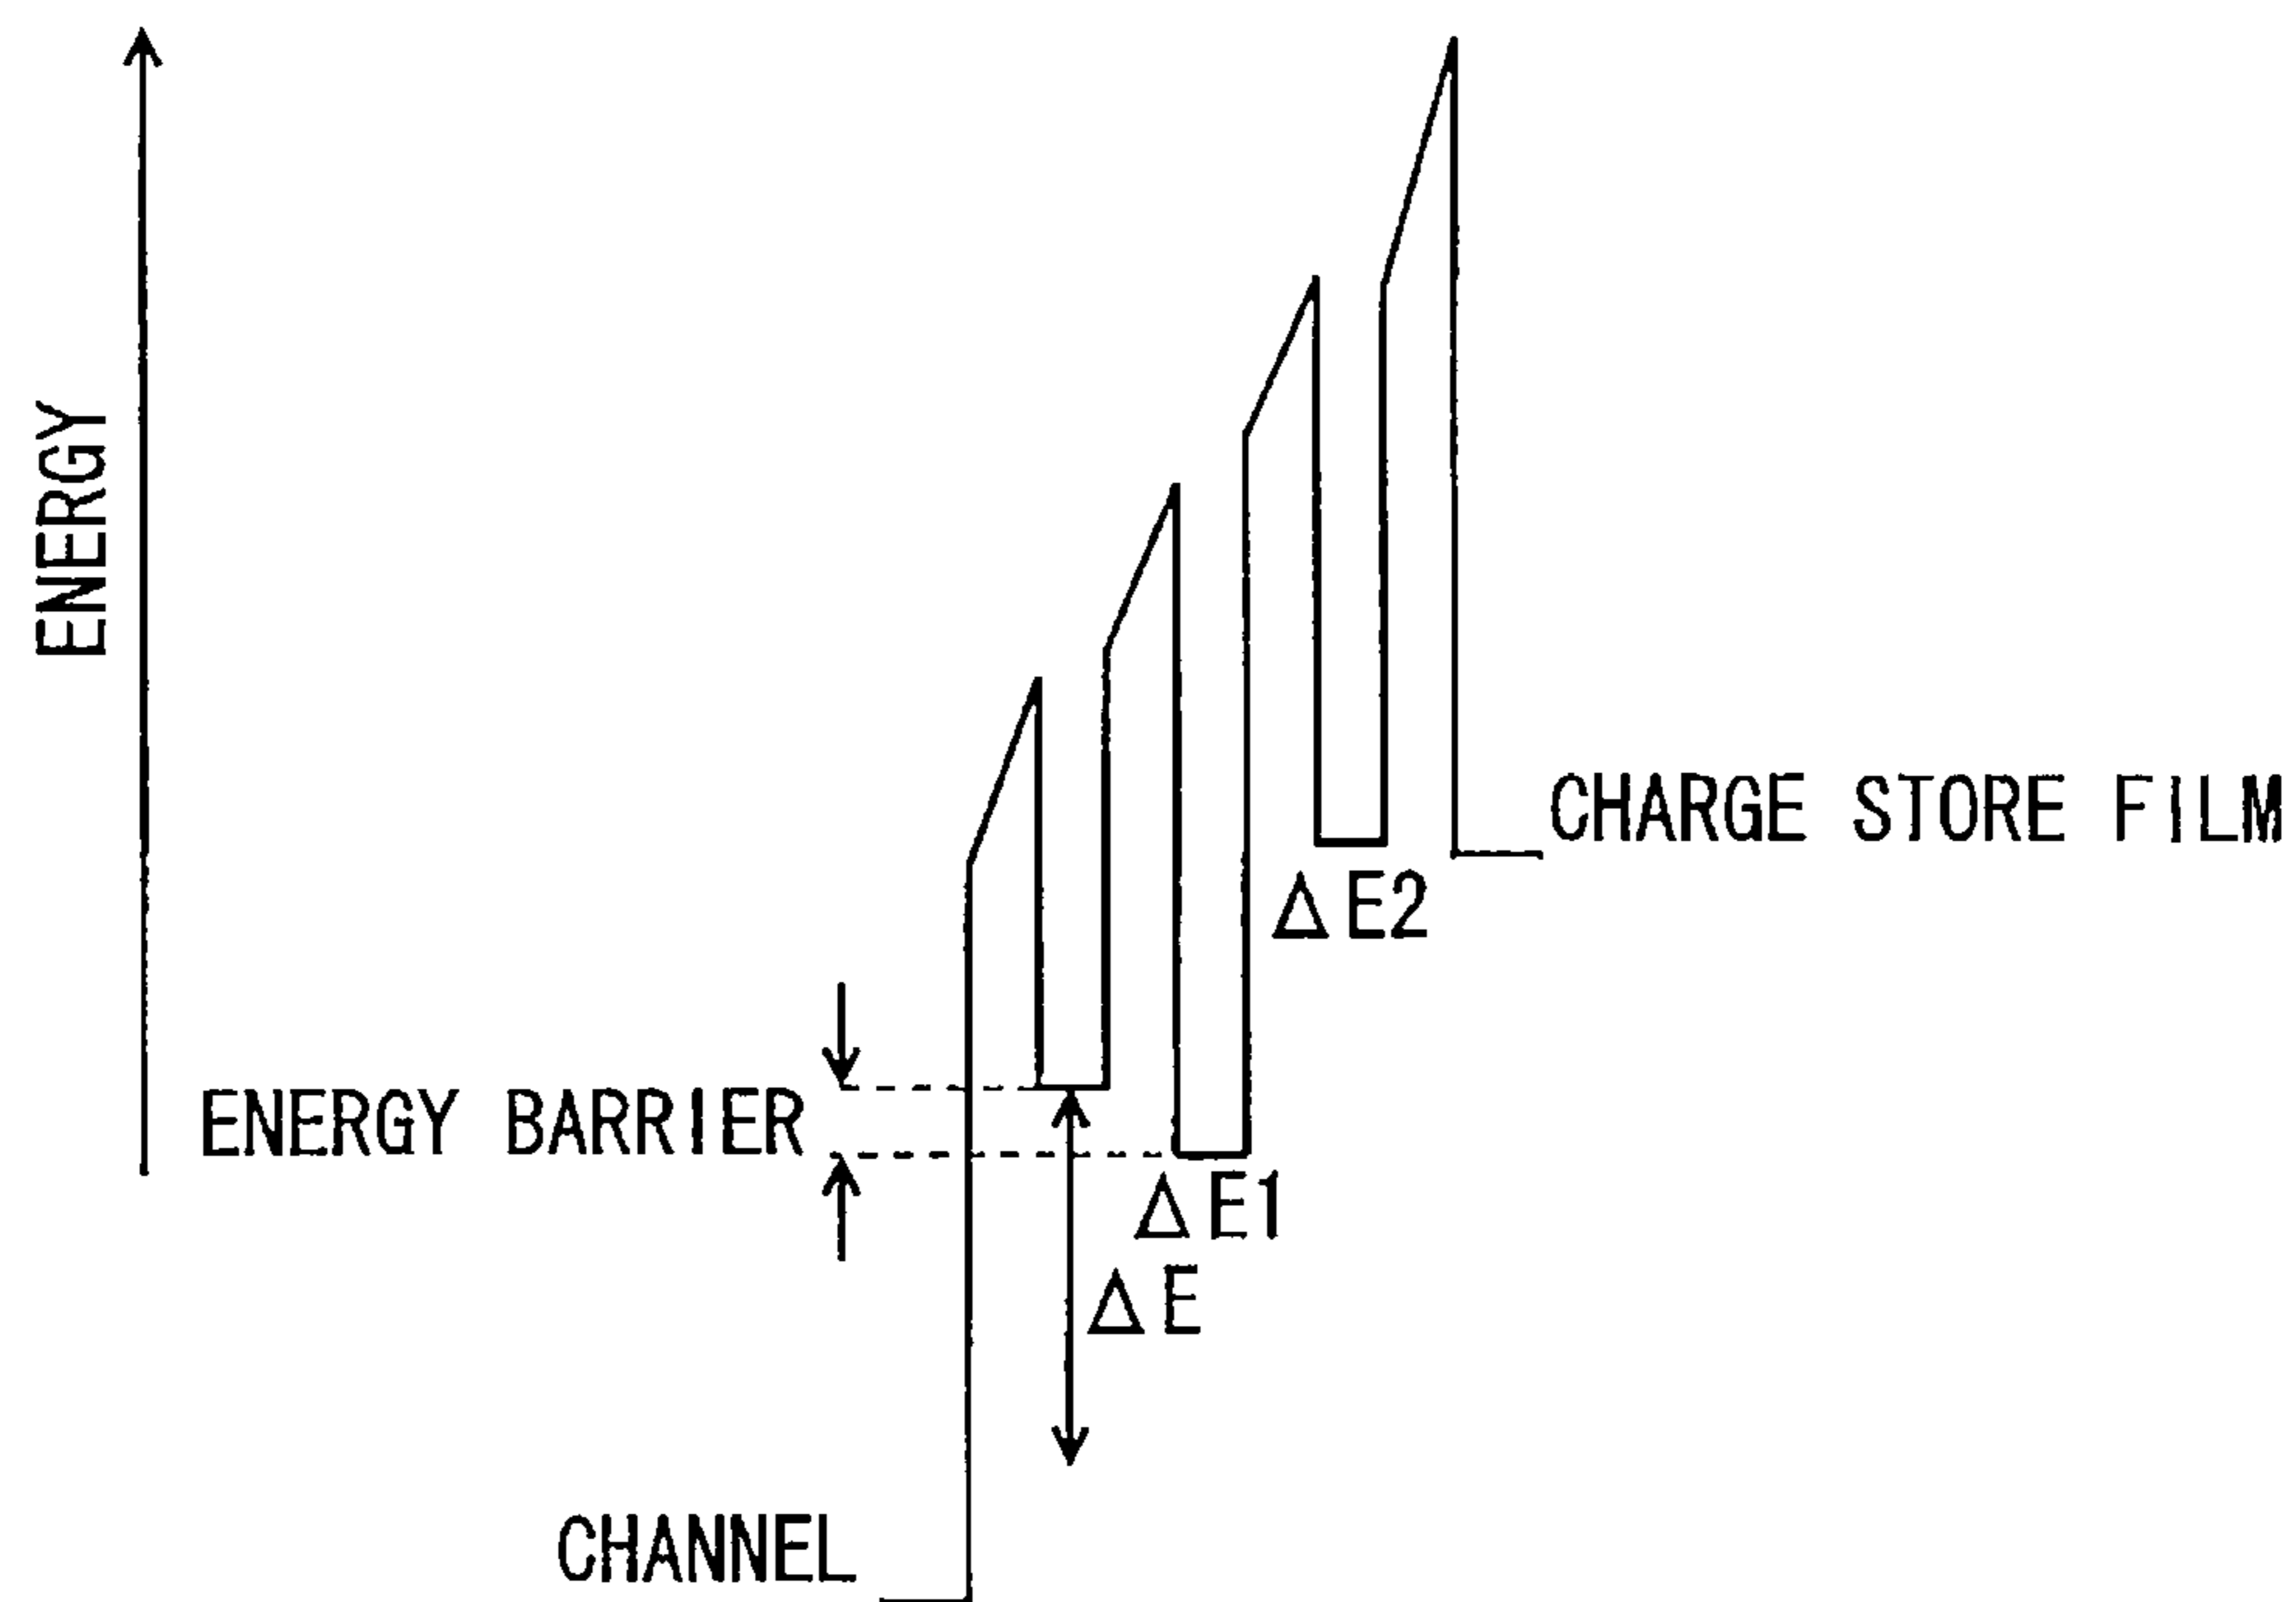 ENERGY
CHARGE STORE FILM
ΔE2
ENERGY BARRIER
ΔE1
ΔE
CHANNEL